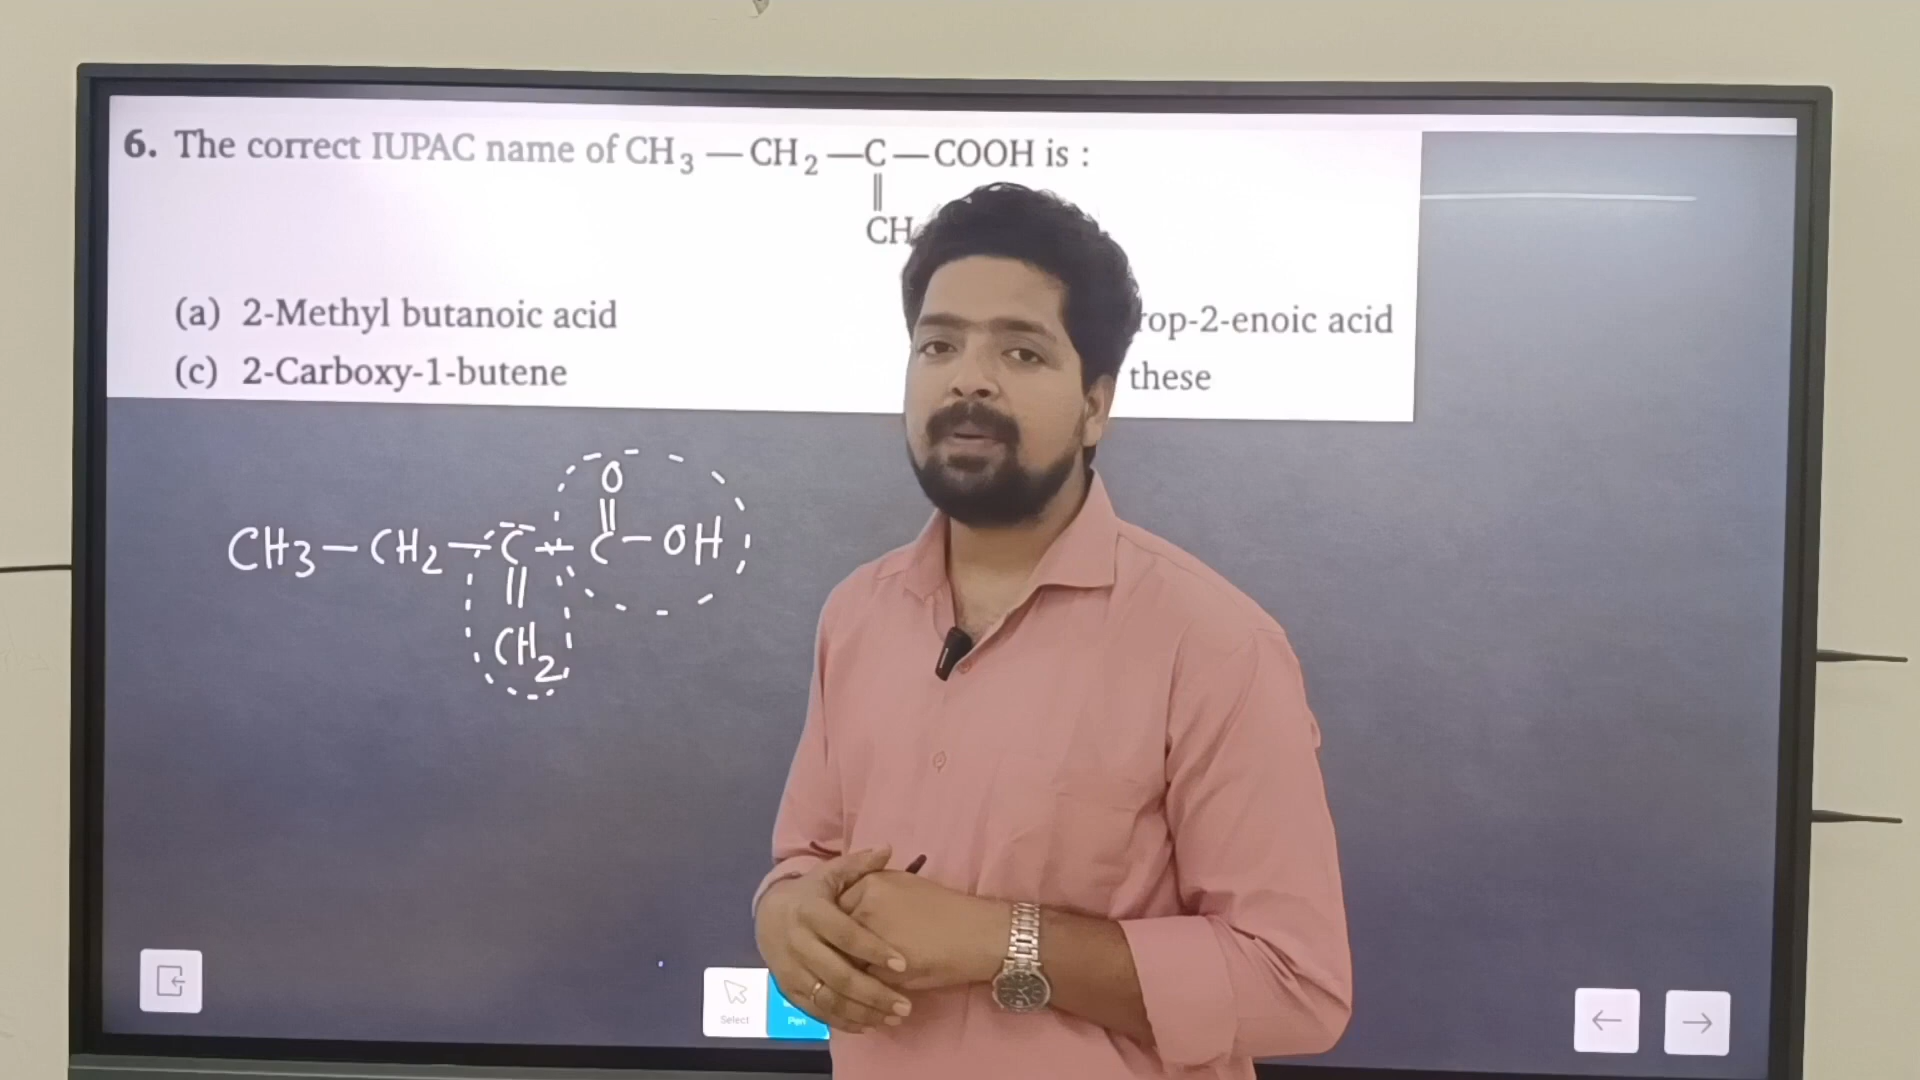 6. The correct IUPAC name of CH3 — CH2 — C — COOH is :
||
CH
(a) 2-Methyl butanoic acid
rop-2-enoic acid
(c) 2-Carboxy-1-butene
these
O
||
CH3 — CH2 — C — C — OH
||
CH2
Select
Pen